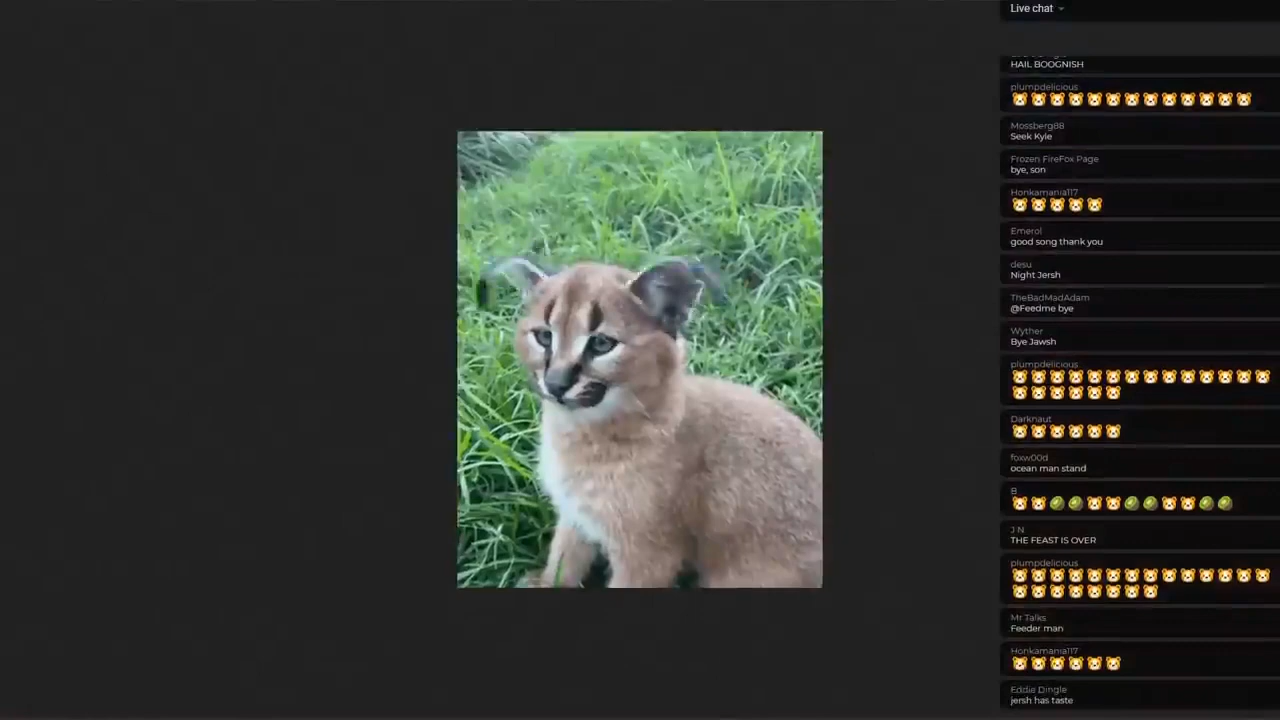 Live chat
HAIL BOOGNISH
plumpdelicious
Mossberg88
Seek Kyle
Frozen FireFox Page
bye, son
Honkamania117
Emerol
good song thank you
desu
Night Jersh
TheBadMadAdam
@Feedme bye
Wyther
Bye Jawsh
plumpdelicious
Darknaut
foxw00d
ocean man stand
B
J N
THE FEAST IS OVER
plumpdelicious
Mr Talks
Feeder man
Honkamania117
Eddie Dingle
jersh has taste